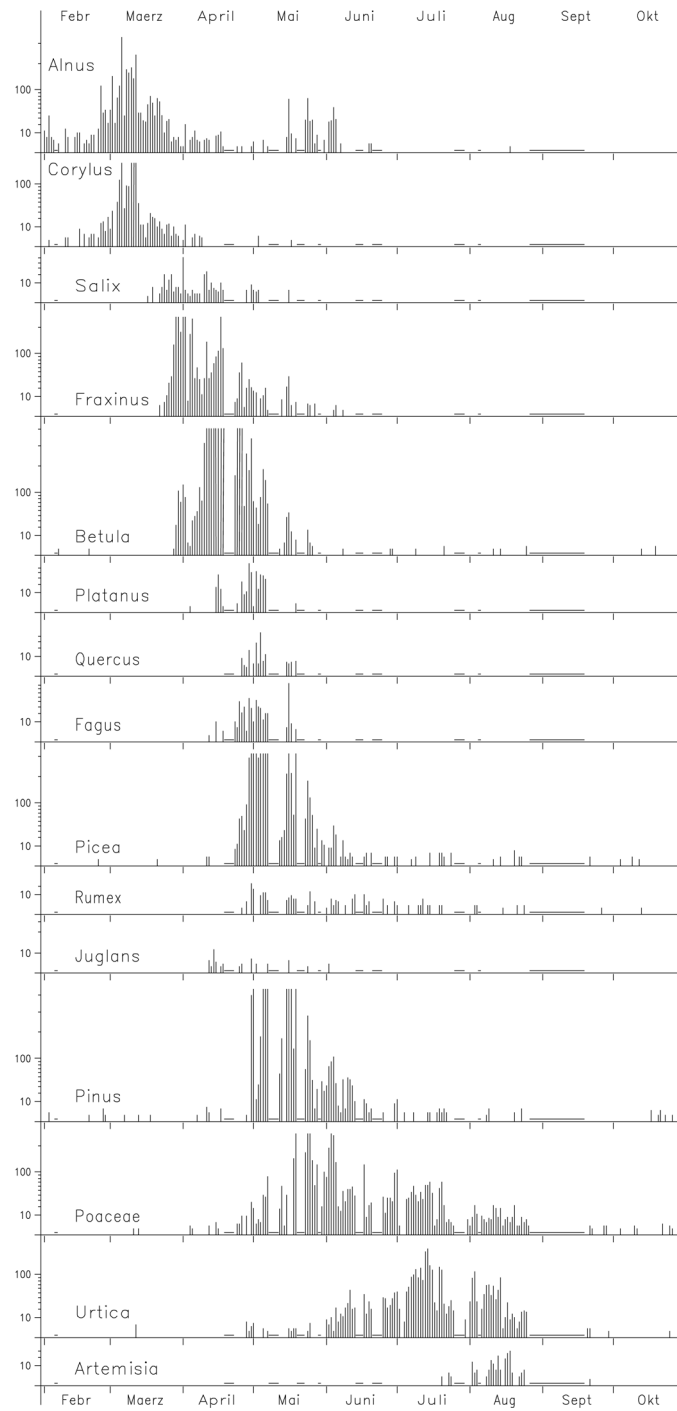 Febr Maerz April Mai Juni Juli Aug Sept Okt
Alnus
100
10
Corylus
100
10
Salix
10
Fraxinus
100
10
Betula
100
10
Platanus
10
Quercus
10
Fagus
10
Picea
100
10
Rumex
10
Juglans
10
Pinus
100
10
Poaceae
100
10
Urtica
100
10
Artemisia
10
Febr Maerz April Mai Juni Juli Aug Sept Okt